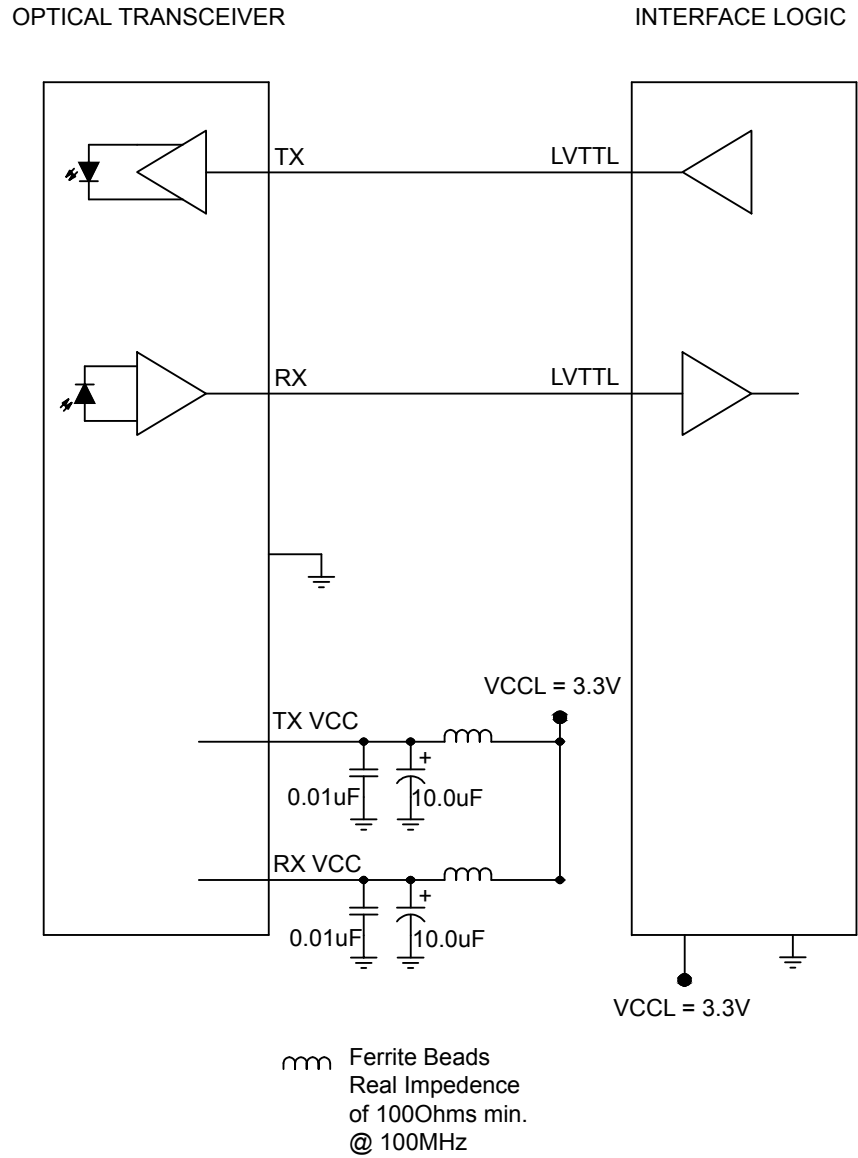 OPTICAL TRANSCEIVER
INTERFACE LOGIC
TX
LVTTL
RX
LVTTL
VCCL = 3.3V
TX VCC
+
0.01uF
10.0uF
RX VCC
+
0.01uF
10.0uF
VCCL = 3.3V
Ferrite Beads
Real Impedence
of 100Ohms min.
@ 100MHz